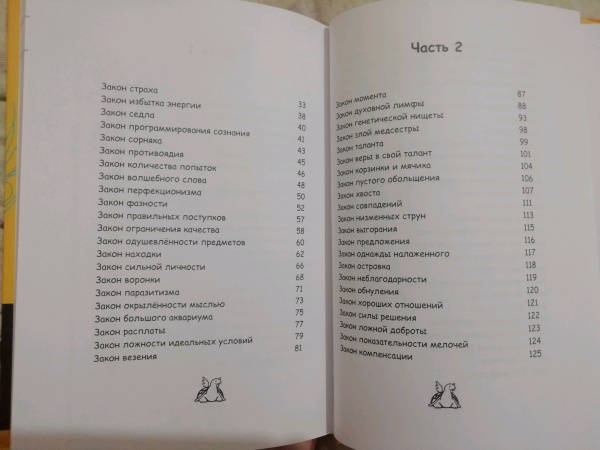 Закон страха 33
Закон избытка энергии 38
Закон седла 40
Закон программирования сознания 41
Закон сорняка 43
Закон противоядия 45
Закон количества попыток 46
Закон волшебного слова 48
Закон перфекционизма 50
Закон фазности 52
Закон правильных поступков 57
Закон ограничения качества 58
Закон одушевлённости предметов 60
Закон находки 62
Закон сильной личности 66
Закон воронки 68
Закон паразитизма 71
Закон окрылённости мыслью 73
Закон большого аквариума 75
Закон расплаты 77
Закон ложности идеальных условий 79
Закон везения 81
Часть 2
Закон момента 87
Закон духовной лимфы 88
Закон генетической нищеты 93
Закон злой медсестры 98
Закон таланта 99
Закон веры в свой талант 101
Закон корзинки и мячика 104
Закон пустого обольщения 106
Закон хвоста 107
Закон совпадений 111
Закон низменных струн 113
Закон выгорания 115
Закон предложения 116
Закон однажды налаженного 117
Закон островка 118
Закон неблагодарности 119
Закон обнуления 120
Закон хороших отношений 121
Закон силы решения 122
Закон ложной доброты 123
Закон показательности мелочей 124
Закон компенсации 125